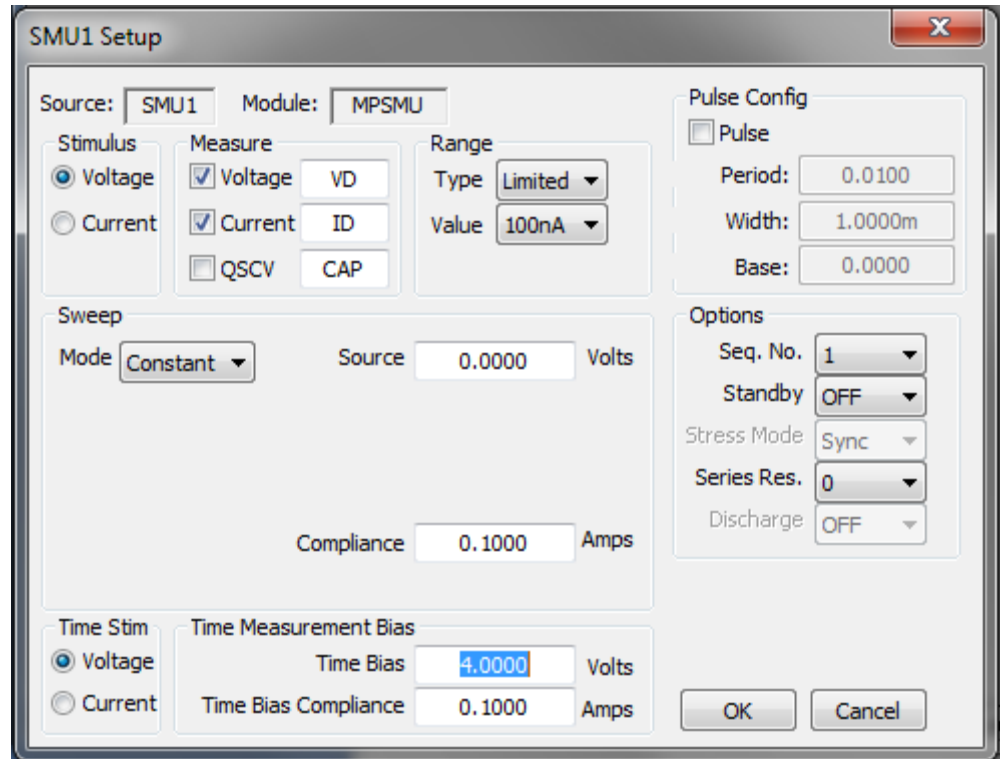 SMU1 Setup
Source: SMU1 Module: MPSMU
Stimulus
Voltage
Current
Measure
Voltage VD
Current ID
QSCV CAP
Range
Type Limited
Value 100nA
Pulse Config
Pulse
Period: 0.0100
Width: 1.0000m
Base: 0.0000
Sweep
Mode Constant Source 0.0000 Volts
Compliance 0.1000 Amps
Options
Seq. No. 1
Standby OFF
Stress Mode Sync
Series Res. 0
Discharge OFF
Time Stim
Voltage
Current
Time Measurement Bias
Time Bias 4.0000 Volts
Time Bias Compliance 0.1000 Amps
OK Cancel